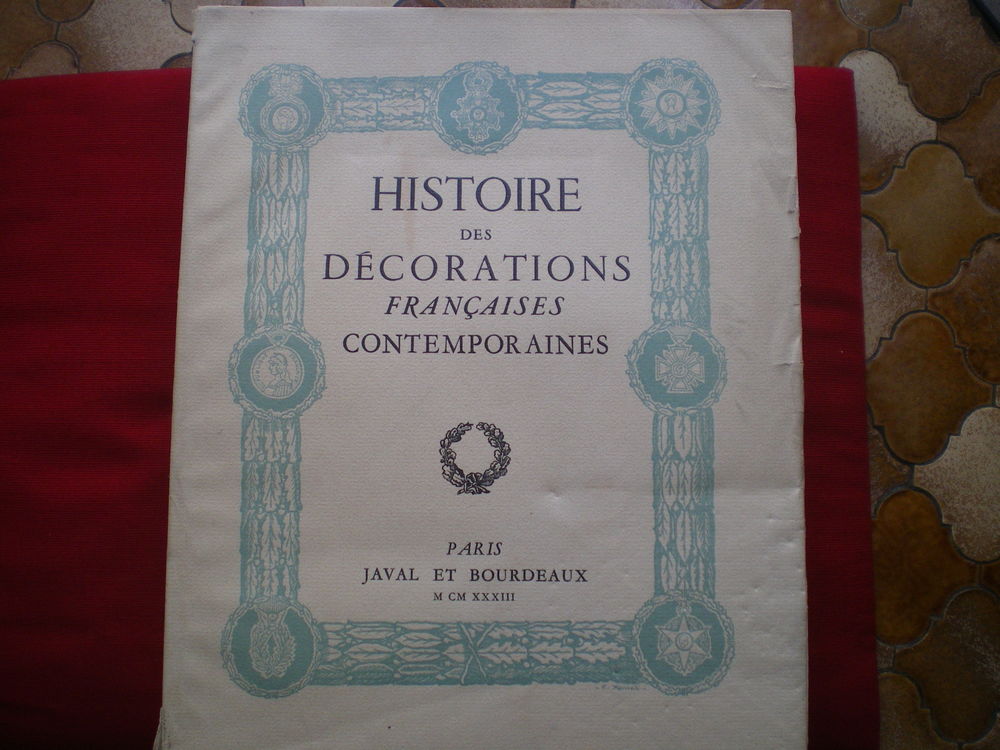 HISTOIRE
DES
DÉCORATIONS
FRANÇAISES
CONTEMPORAINES
PARIS
JAVAL ET BOURDEAUX
M CM XXXIII